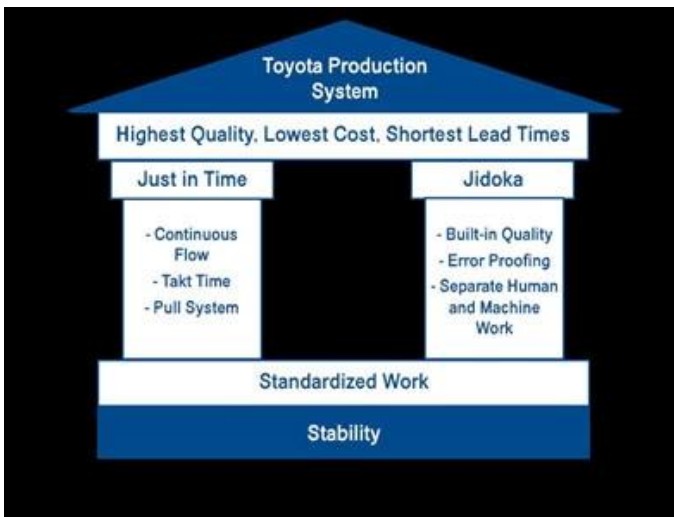 Toyota Production
System
Highest Quality, Lowest Cost, Shortest Lead Times
Just in Time
- Continuous
Flow
- Takt Time
- Pull System
Jidoka
- Built-in Quality
- Error Proofing
- Separate Human
and Machine
Work
Standardized Work
Stability